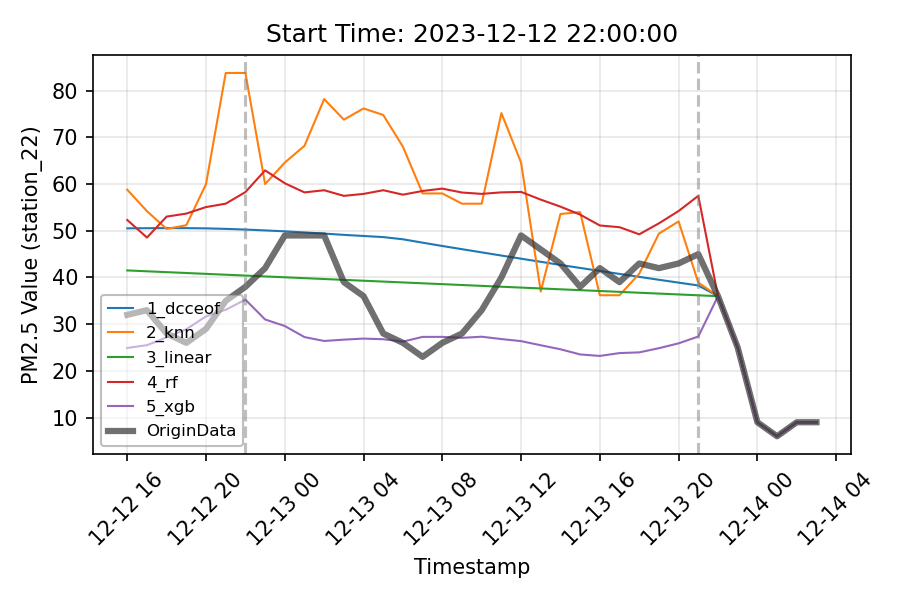 Start Time: 2023-12-12 22:00:00
PM2.5 Value (station_22)
80
70
60
50
40
30
20
10
1_dcceof
2_knn
3_linear
4_rf
5_xgb
OriginData
12-12 16
12-12 20
12-13 00
12-13 04
12-13 08
12-13 12
12-13 16
12-13 20
12-14 00
12-14 04
Timestamp